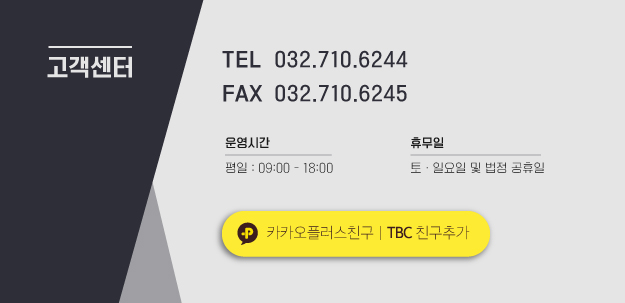 고객센터
TEL 032.710.6244
FAX 032.710.6245
운영시간
평일 : 09:00 - 18:00
휴무일
토 · 일요일 및 법정 공휴일
카카오플러스친구 | TBC 친구추가